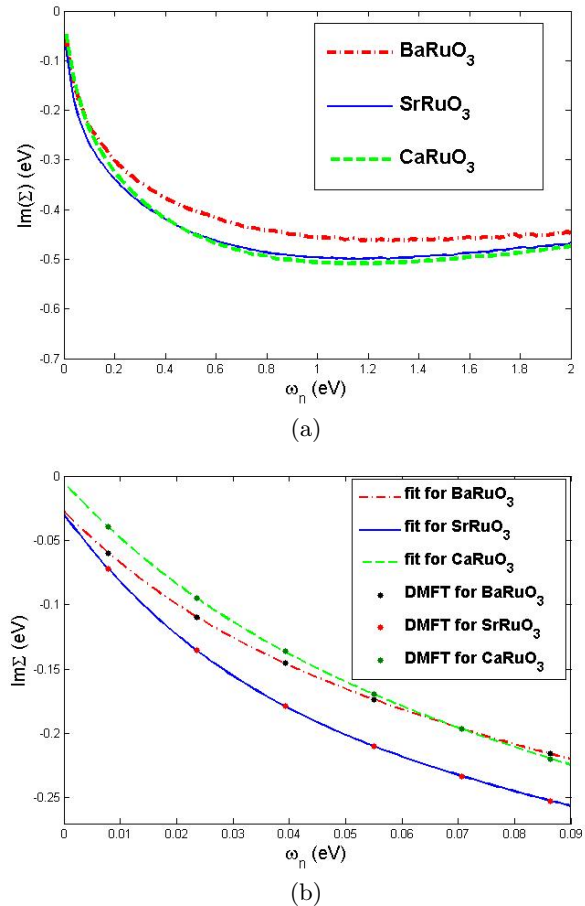 -0.1
-0.2
-0.3
-0.4
-0.5
-0.6
-0.7
0
0.2
0.4
0.6
0.8
1
1.2
1.4
1.6
1.8
2
Im(Σ) (eV)
ω_n (eV)
BaRuO₃
SrRuO₃
CaRuO₃
(a)
0
-0.05
-0.1
-0.15
-0.2
-0.25
0
0.01
0.02
0.03
0.04
0.05
0.06
0.07
0.08
0.09
ImΣ (eV)
ω_n (eV)
fit for BaRuO₃
fit for SrRuO₃
fit for CaRuO₃
DMFT for BaRuO₃
DMFT for SrRuO₃
DMFT for CaRuO₃
(b)